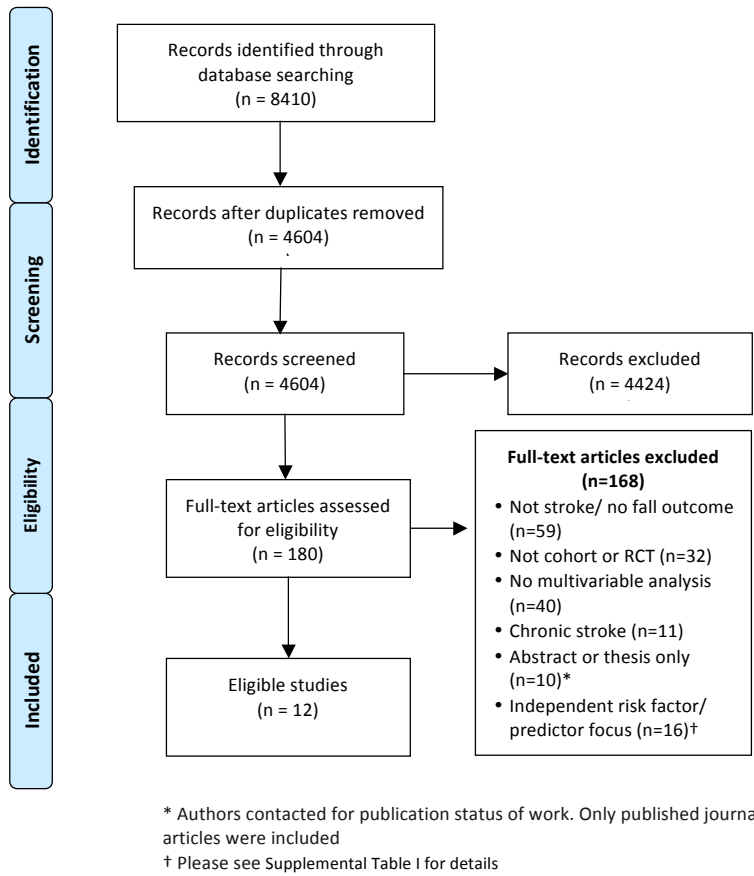 Identification
Records identified through
database searching
(n = 8410)
Records after duplicates removed
(n = 4604)
Screening
Records screened
(n = 4604)
Records excluded
(n = 4424)
Eligibility
Full-text articles assessed
for eligibility
(n = 180)
Full-text articles excluded
(n=168)
• Not stroke/ no fall outcome
(n=59)
• Not cohort or RCT (n=32)
• No multivariable analysis
(n=40)
• Chronic stroke (n=11)
• Abstract or thesis only
(n=10)*
• Independent risk factor/
predictor focus (n=16)†
Included
Eligible studies
(n = 12)
* Authors contacted for publication status of work. Only published journa
articles were included
† Please see Supplemental Table I for details